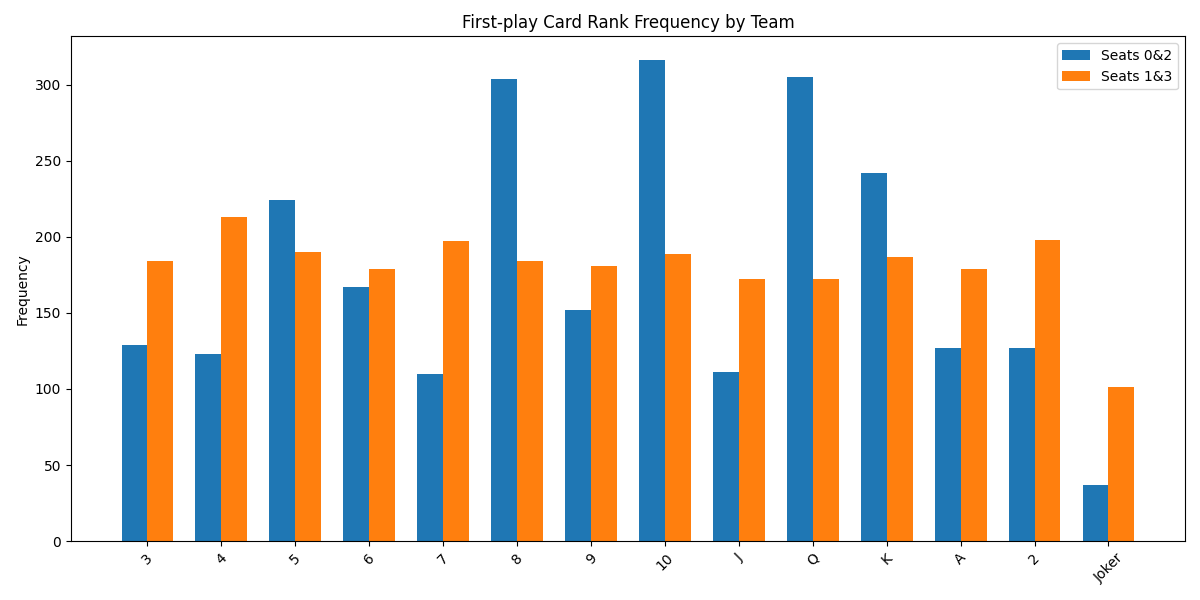 First-play Card Rank Frequency by Team
Seats 0&2
Seats 1&3
Frequency
300
250
200
150
100
50
0
3 4 5 6 7 8 9 10 J Q K A 2 Joker